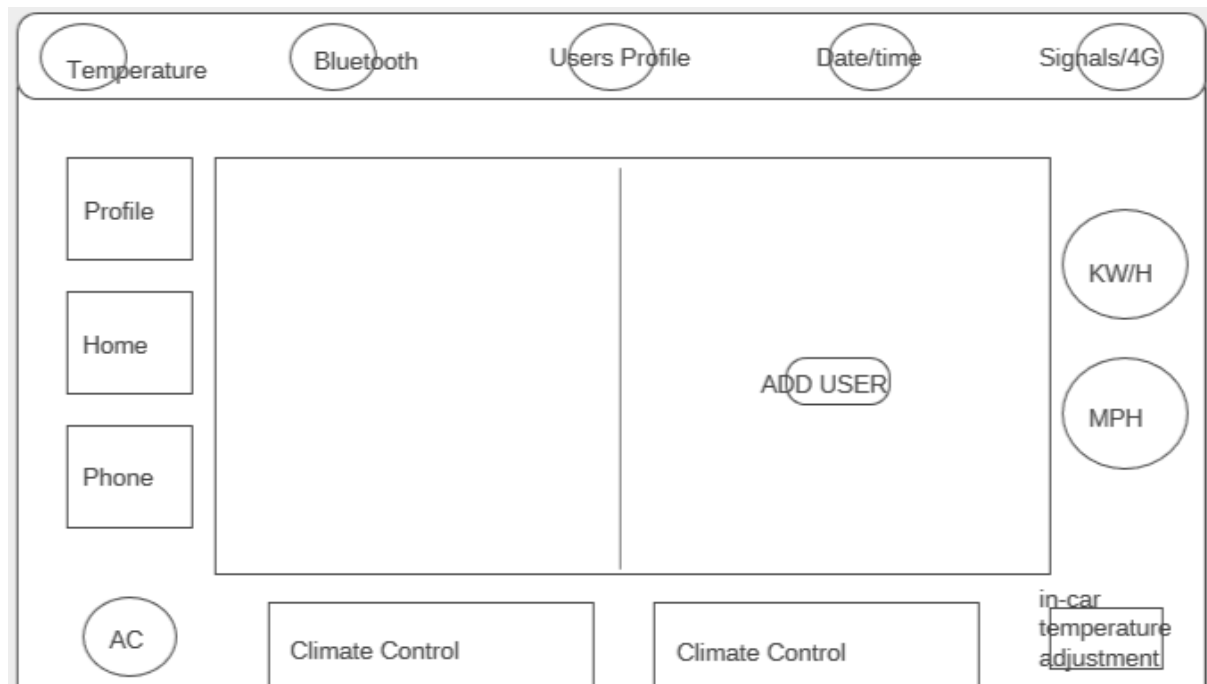 Temperature
Bluetooth
Users Profile
Date/time
Signals/4G
Profile
Home
Phone
ADD USER
KW/H
MPH
AC
Climate Control
Climate Control
in-car
temperature
adjustment